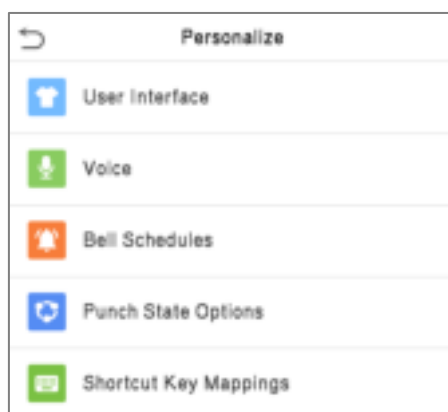 Personalize
User Interface
Voice
Bell Schedules
Punch State Options
Shortcut Key Mappings